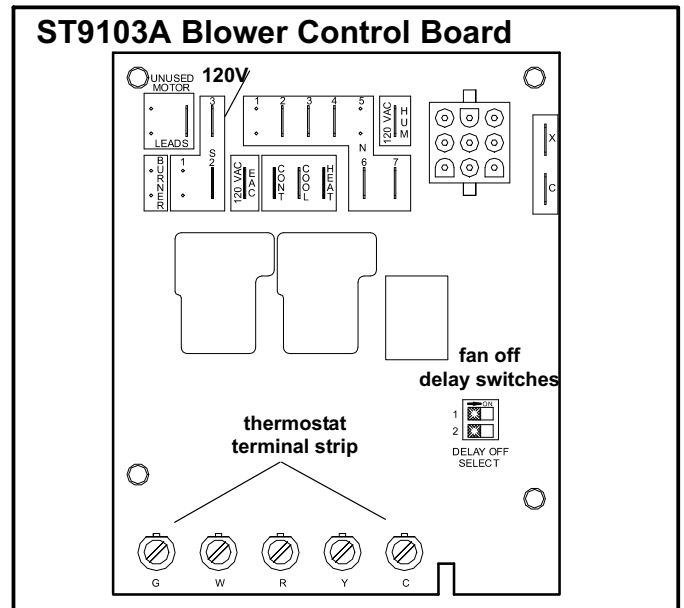 ST9103A Blower Control Board
UNUSED
MOTOR
LEADS
120V
3
S
1
2
BURNER
120 VAC
EAC
1
2
3
4
5
N
6
7
CONT
COOL
HEAT
120 VAC
HUM
X
C
fan off
delay switches
ON
1
2
DELAY OFF
SELECT
thermostat
terminal strip
G W R Y C